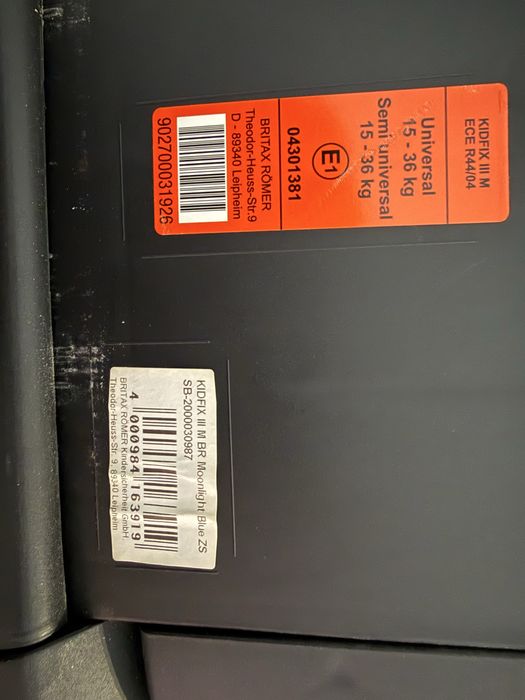 KIDFIX III M
ECE R44/04
Universal
15 - 36 kg
Semi universal
15 - 36 kg
E1
04301381
BRITAX RÖMER
Theodor-Heuss-Str.9
D - 89340 Leipheim
902700031926
KIDFIX III M BR Moonlight Blue ZS
SB-2000030987
4 000984 163919
BRITAX RÖMER Kindersicherheit GmbH
Theodor-Heuss-Str. 9, 89340 Leipheim